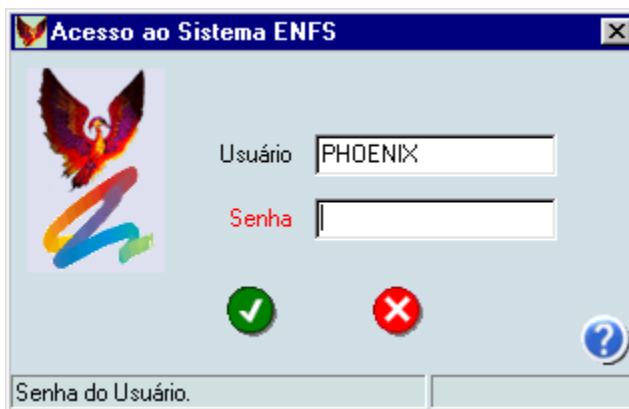 Acesso ao Sistema ENFS
Usuário PHOENIX
Senha
Senha do Usuário.